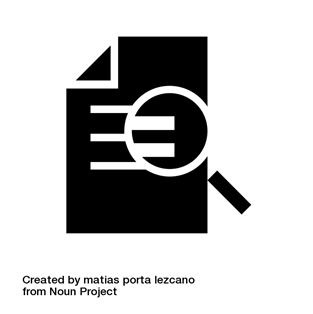 Created by matias porta lezcano
from Noun Project